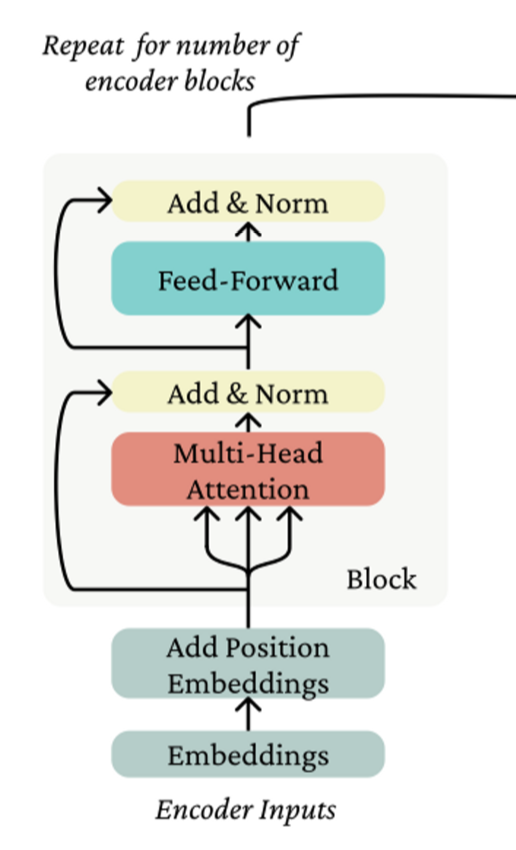 Repeat for number of
encoder blocks
Add & Norm
Feed-Forward
Add & Norm
Multi-Head
Attention
Block
Add Position
Embeddings
Embeddings
Encoder Inputs